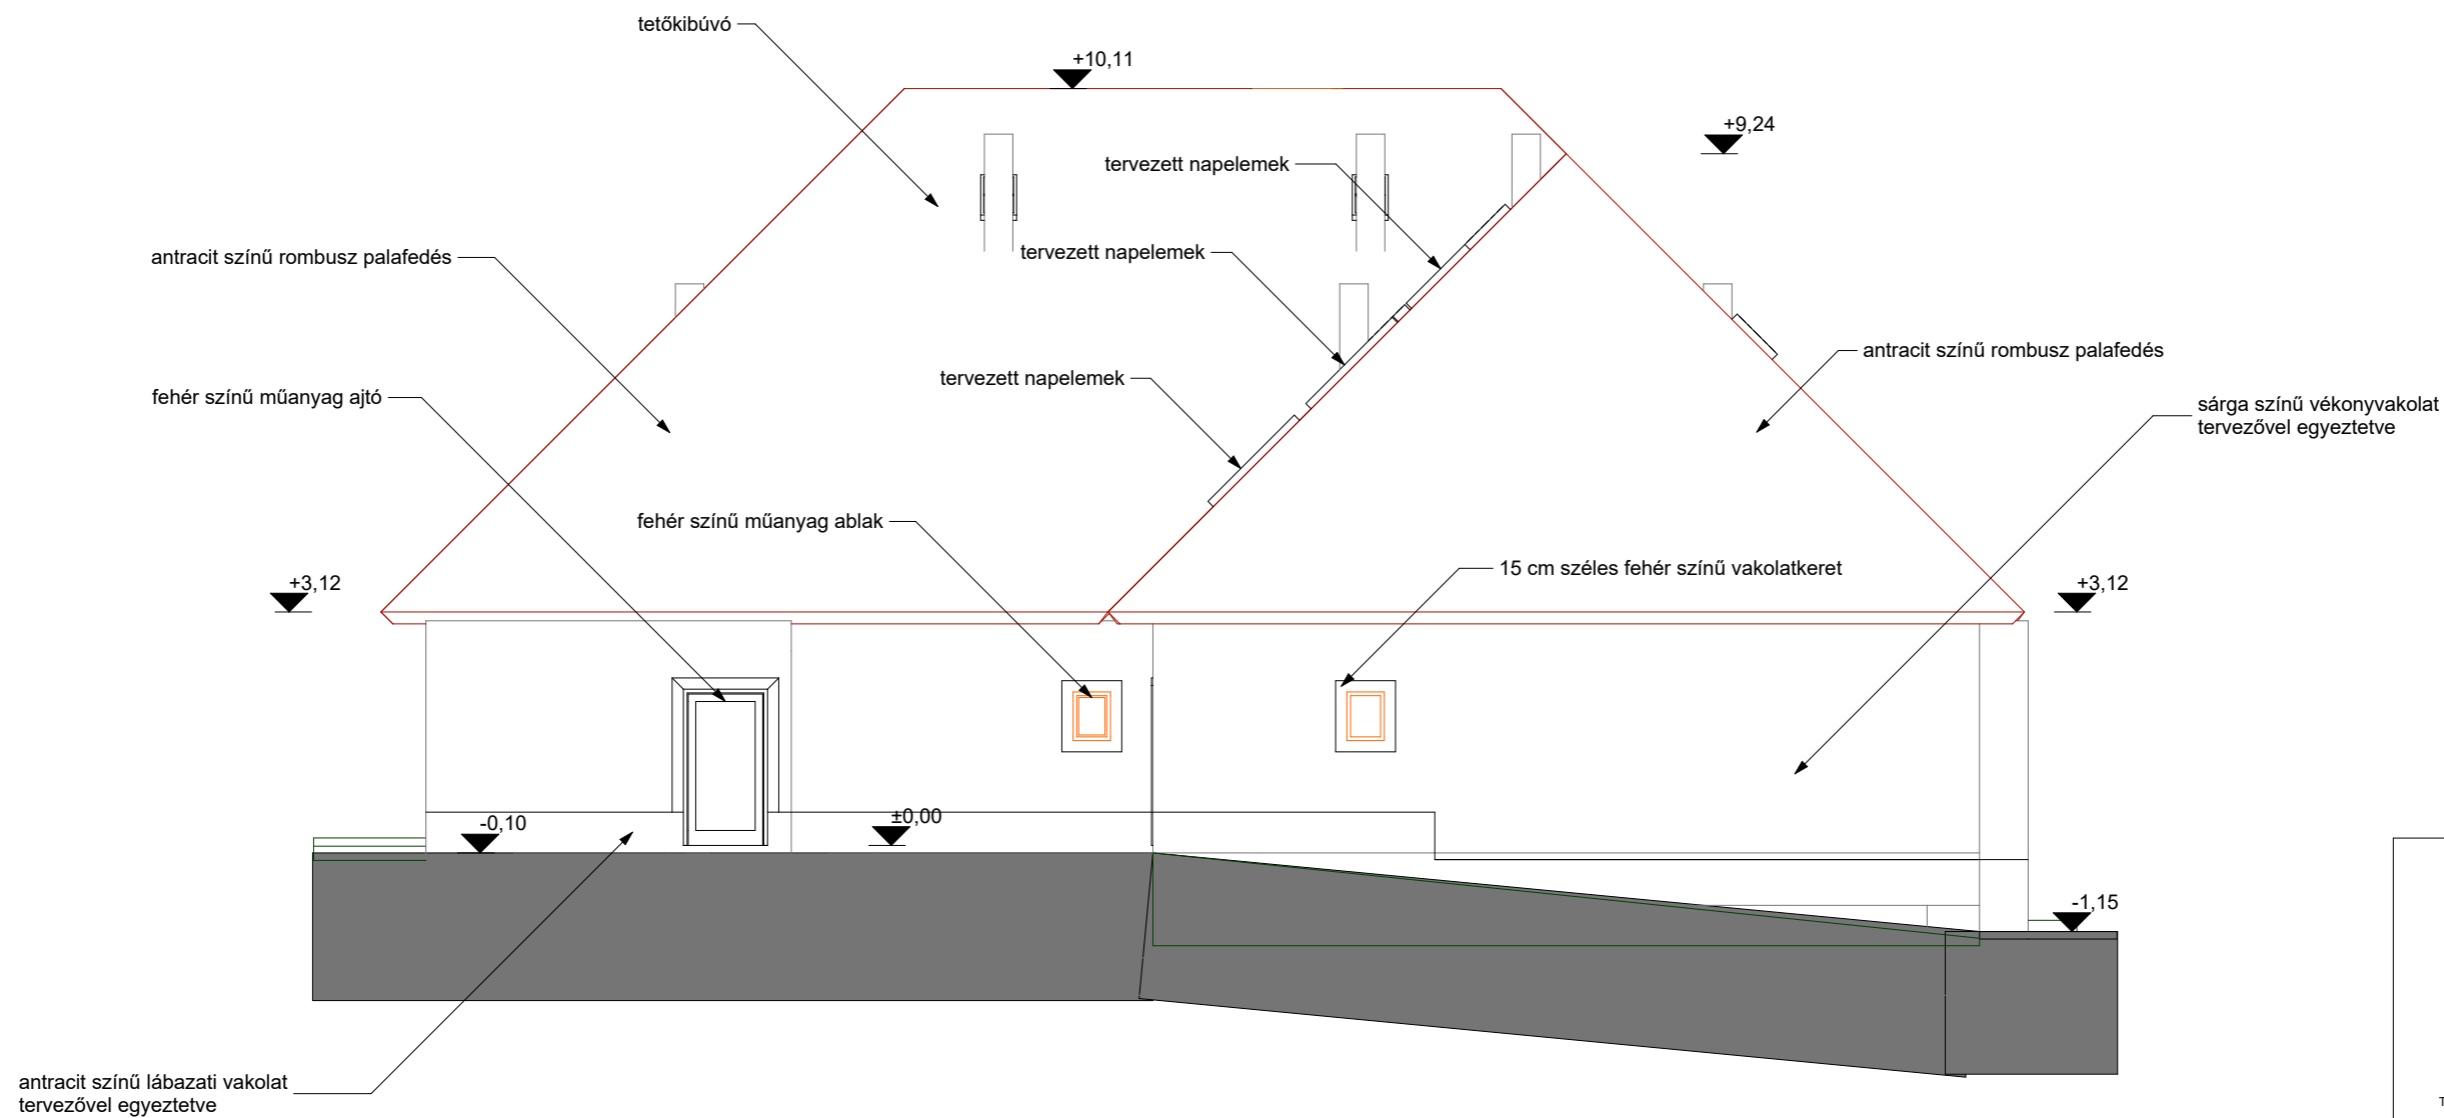 tetőkibúvó
+10,11
+9,24
tervezett napelemek
tervezett napelemek
antracit színű rombusz palafedés
antracit színű rombusz palafedés
tervezett napelemek
fehér színű műanyag ajtó
sárga színű vékonyvakolat
tervezővel egyeztetve
fehér színű műanyag ablak
15 cm széles fehér színű vakolatkeret
+3,12
+3,12
-0,10
±0,00
-1,15
antracit színű lábazati vakolat
tervezővel egyeztetve